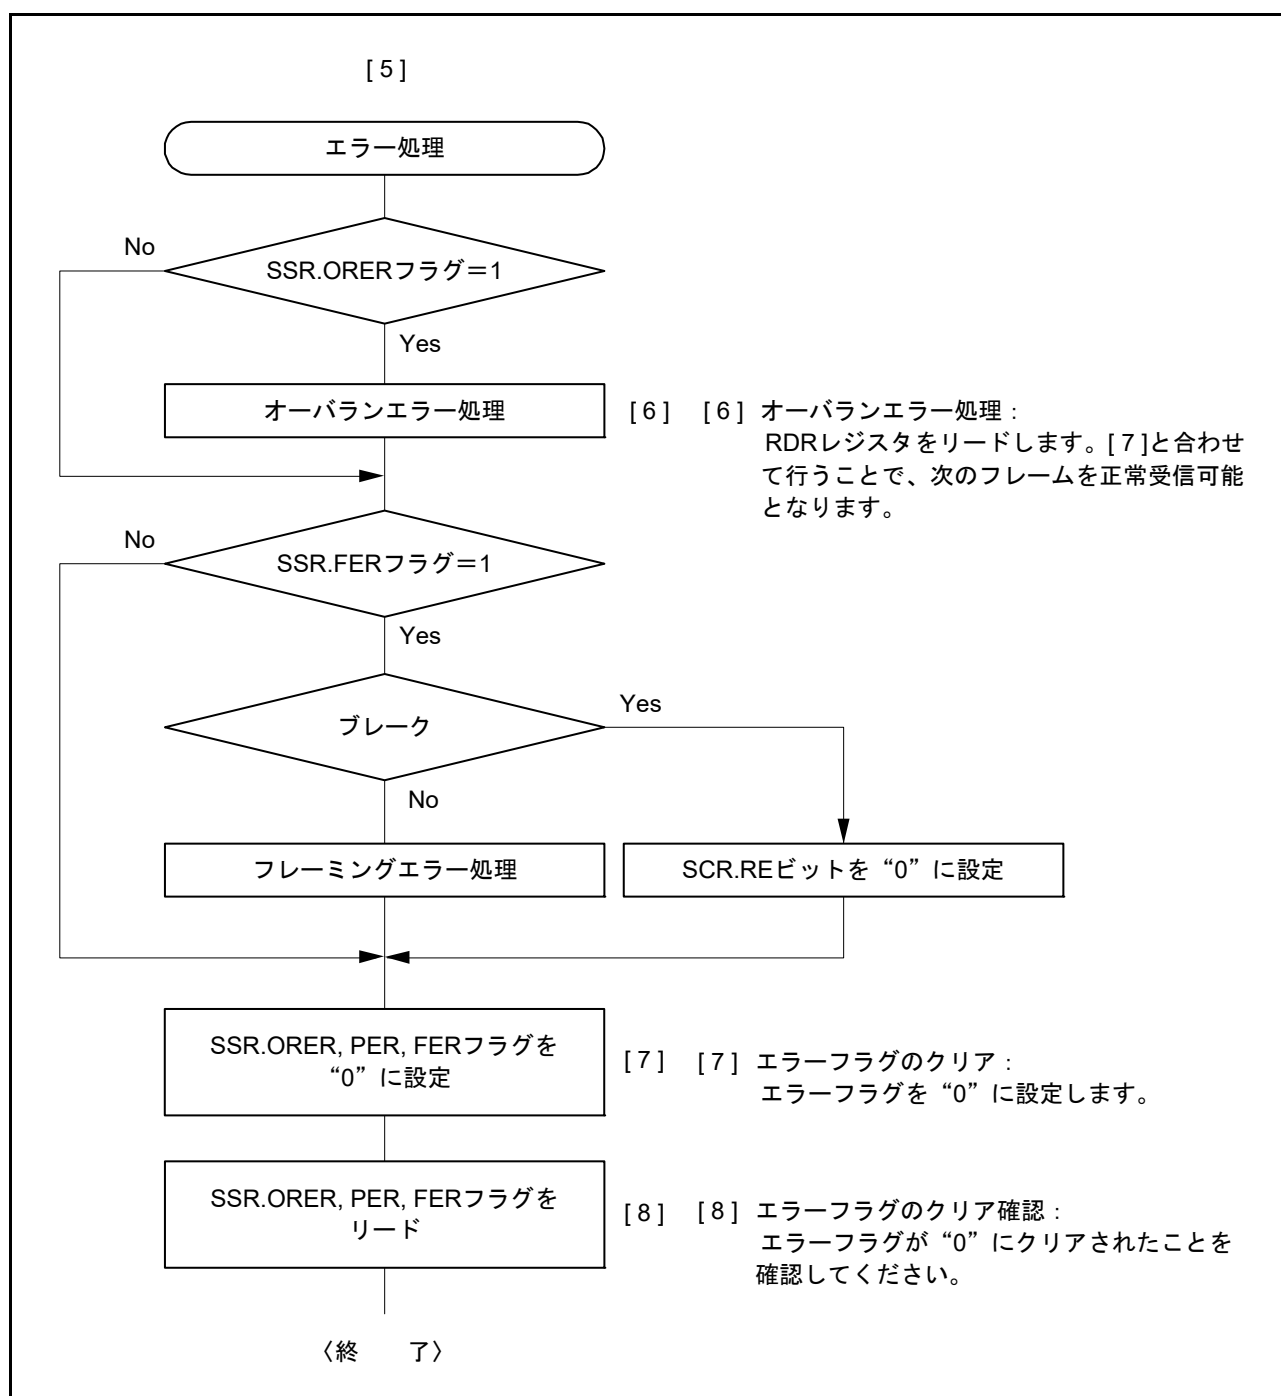 [ 5 ]
エラー処理
No
SSR.ORERフラグ＝1
Yes
オーバランエラー処理
[ 6 ]
[ 6 ] オーバランエラー処理：
RDRレジスタをリードします。[ 7 ]と合わせ
て行うことで、次のフレームを正常受信可能
となります。
No
SSR.FERフラグ＝1
Yes
ブレーク
Yes
No
フレーミングエラー処理
SCR.REビットを“0”に設定
SSR.ORER, PER, FERフラグを
“0”に設定
[ 7 ]
[ 7 ] エラーフラグのクリア：
エラーフラグを“0”に設定します。
SSR.ORER, PER, FERフラグを
リード
[ 8 ]
[ 8 ] エラーフラグのクリア確認：
エラーフラグが“0”にクリアされたことを
確認してください。
〈終　　了〉